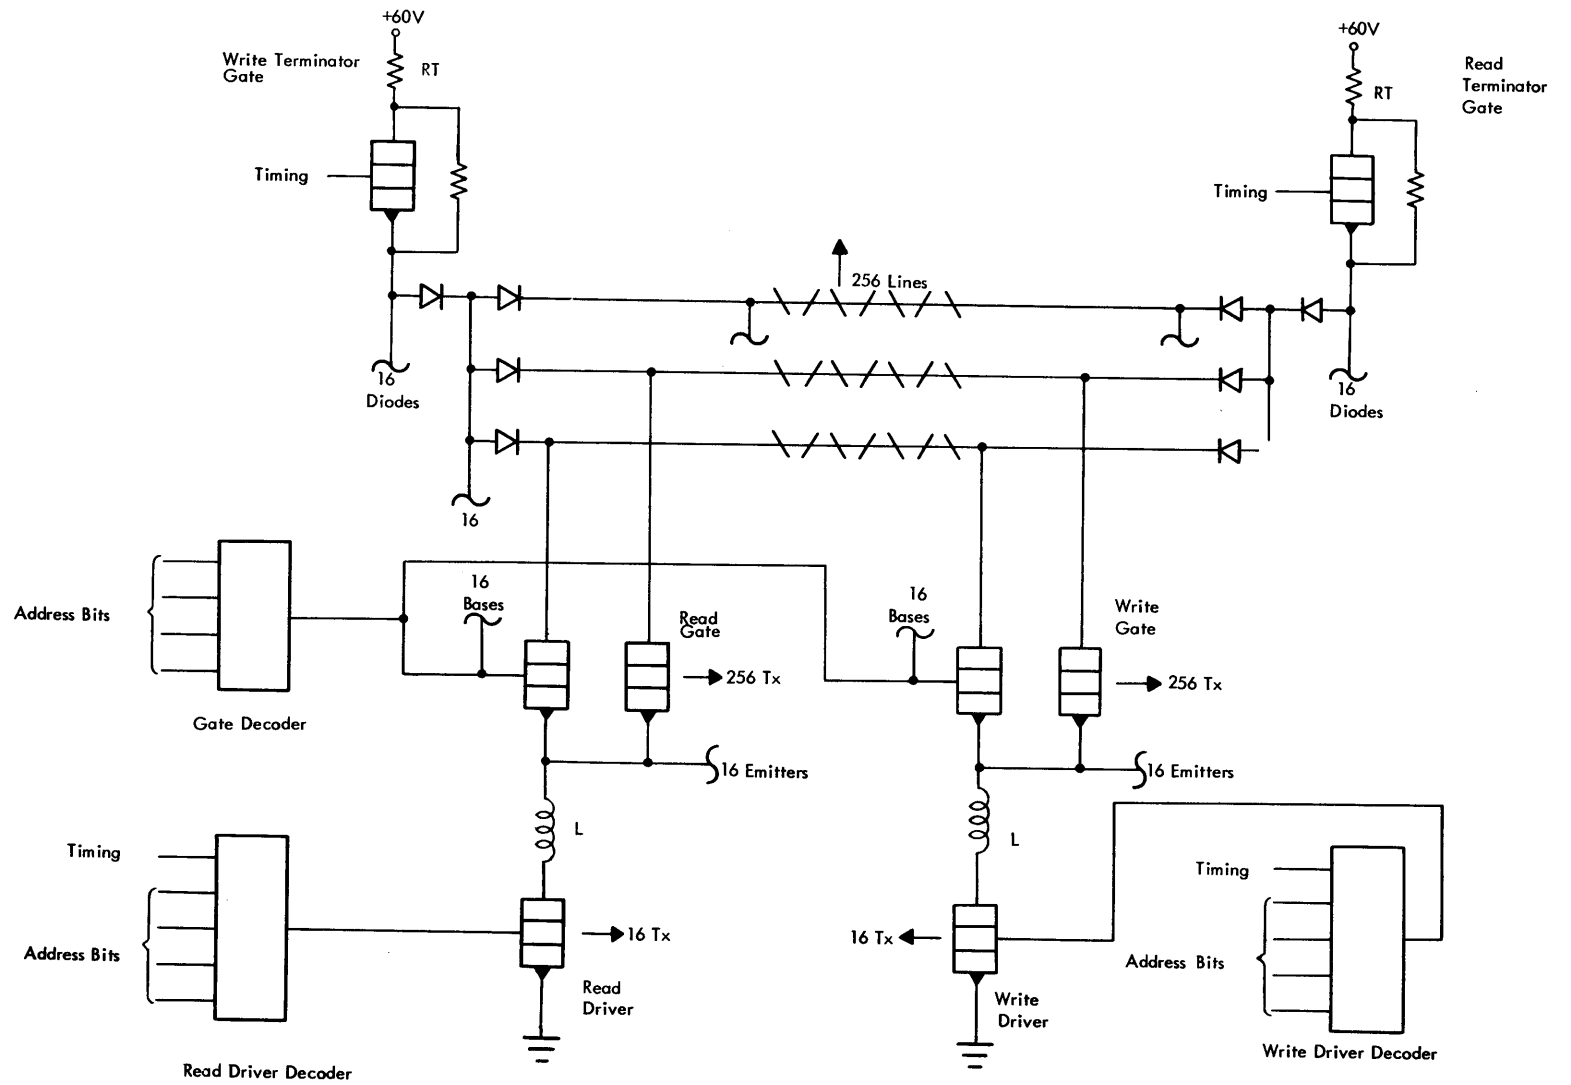 +60V
Write Terminator
Gate
RT
Timing
+60V
Read
Terminator
Gate
RT
Timing
256 Lines
16
Diodes
16
Diodes
16
Address Bits
16
Bases
Read
Gate
256 Tx
16
Bases
Write
Gate
256 Tx
Gate Decoder
16 Emitters
16 Emitters
L
L
Timing
Address Bits
16 Tx
Read
Driver
Read Driver Decoder
16 Tx
Write
Driver
Timing
Address Bits
Write Driver Decoder